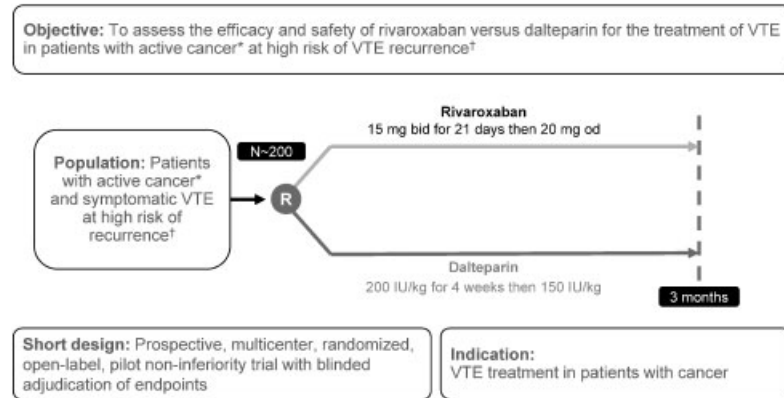 Objective: To assess the efficacy and safety of rivaroxaban versus dalteparin for the treatment of VTE
in patients with active cancer* at high risk of VTE recurrence†
Rivaroxaban
15 mg bid for 21 days then 20 mg od
N~200
Population: Patients
with active cancer*
and symptomatic VTE
at high risk of
recurrence†
R
Dalteparin
200 IU/kg for 4 weeks then 150 IU/kg
3 months
Short design: Prospective, multicenter, randomized,
open-label, pilot non-inferiority trial with blinded
adjudication of endpoints
Indication:
VTE treatment in patients with cancer